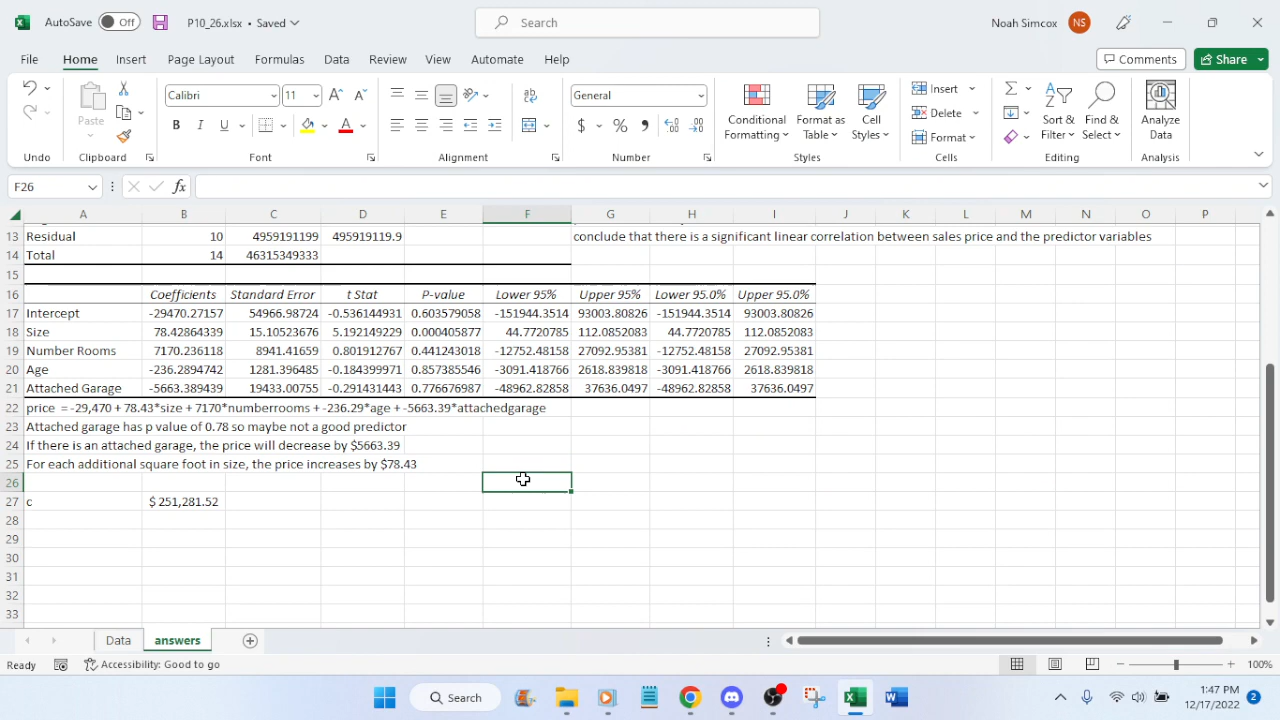 AutoSave Off P10_26.xlsx • Saved Search Noah Simcox NS
File Home Insert Page Layout Formulas Data Review View Automate Help Comments Share
Paste Calibri 11 General Insert Delete Format Conditional Formatting Format as Table Cell Styles Sort & Filter Find & Select Analyze Data
B I U A A A $ % ,
Undo Clipboard Font Alignment Number Styles Cells Editing Analysis
F26 fx
A B C D E F G H I J K L M N O P
13 Residual 10 4959191199 495919119.9 conclude that there is a significant linear correlation between sales price and the predictor variables
14 Total 14 46315349333
15
16 Coefficients Standard Error t Stat P-value Lower 95% Upper 95% Lower 95.0% Upper 95.0%
17 Intercept -29470.27157 54966.98724 -0.536144931 0.603579058 -151944.3514 93003.80826 -151944.3514 93003.80826
18 Size 78.42864339 15.10523676 5.192149229 0.000405877 44.7720785 112.0852083 44.7720785 112.0852083
19 Number Rooms 7170.236118 8941.41659 0.801912767 0.441243018 -12752.48158 27092.95381 -12752.48158 27092.95381
20 Age -236.2894742 1281.396485 -0.184399971 0.857385546 -3091.418768 2618.839818 -3091.418768 2618.839818
21 Attached Garage -5663.389439 19433.00755 -0.291431399 0.776676987 -48962.82858 37636.0497 -48962.82858 37636.0497
22 price = -29,470 + 78.43*size + 7170*numberrooms + -236.29*age + -5663.39*attachedgarage
23 Attached garage has p value of 0.78 so maybe not a good predictor
24 If there is an attached garage, the price will decrease by $5663.39
25 For each additional square foot in size, the price increases by $78.43
26
27 c $ 251,281.52
28
29
30
31
32
33
Data answers
Ready Accessibility: Good to go 100%
Search 1:47 PM
12/17/2022 2